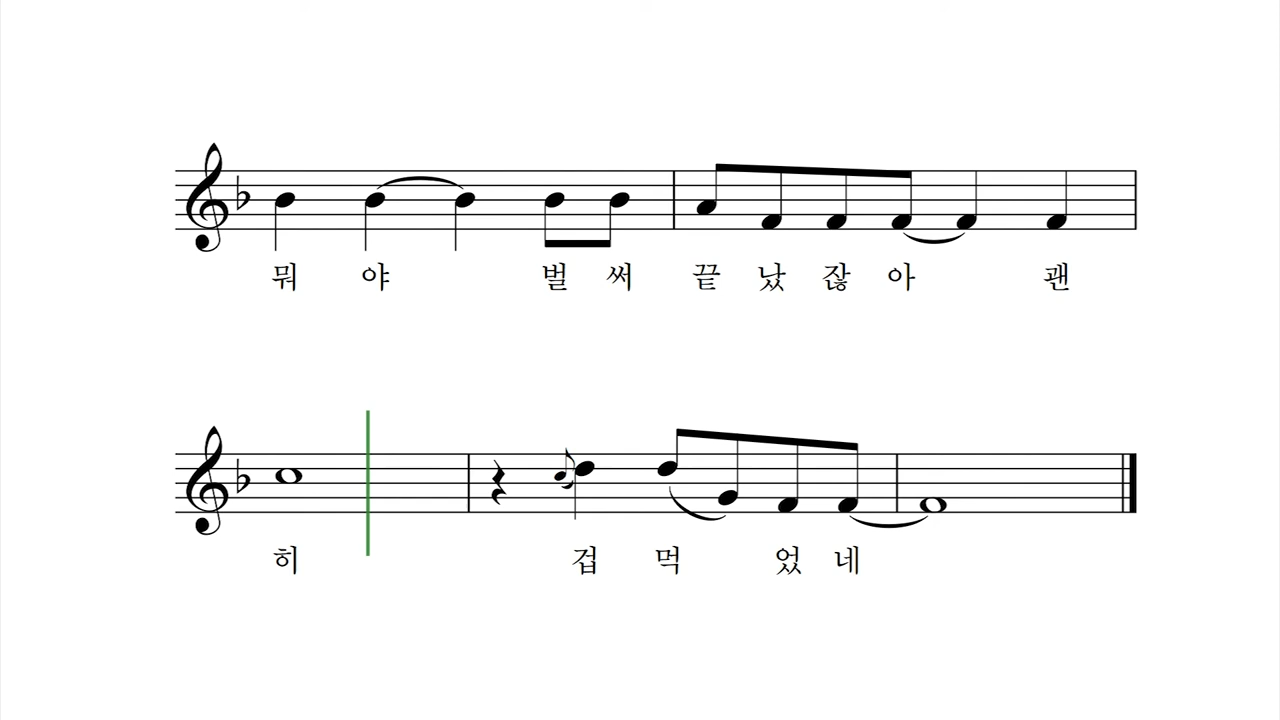 뭐 야 벌 써 끝 났 잖 아 괜
히 겁 먹 었 네